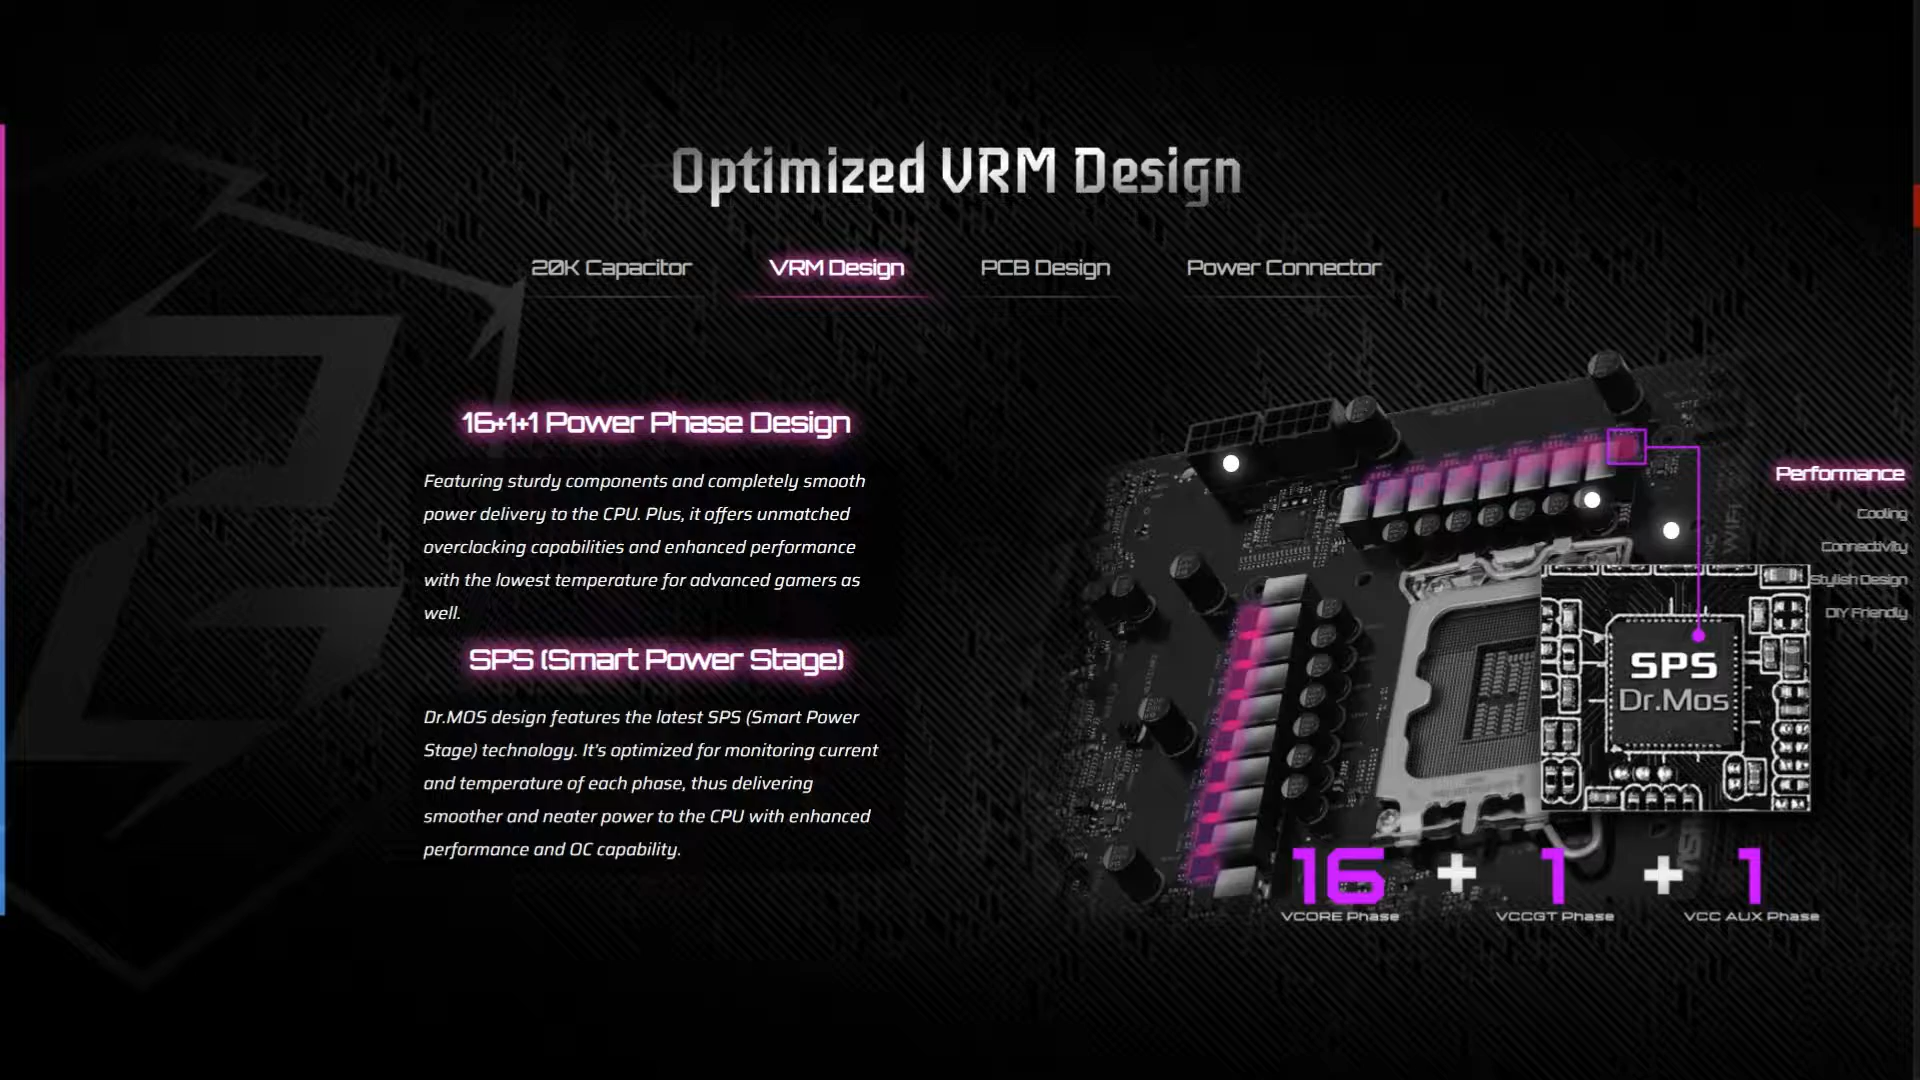 Optimized VRM Design
20K Capacitor
VRM Design
PCB Design
Power Connector
16+1+1 Power Phase Design
Featuring sturdy components and completely smooth
power delivery to the CPU. Plus, it offers unmatched
overclocking capabilities and enhanced performance
with the lowest temperature for advanced gamers as
well.
SPS (Smart Power Stage)
Dr.MOS design features the latest SPS (Smart Power
Stage) technology. It's optimized for monitoring current
and temperature of each phase, thus delivering
smoother and neater power to the CPU with enhanced
performance and OC capability.
Performance
Cooling
Connectivity
Stylish Design
DIY Friendly
WiFi
SPS
Dr.Mos
16 + 1 + 1
VCORE Phase
VCCGT Phase
VCC AUX Phase